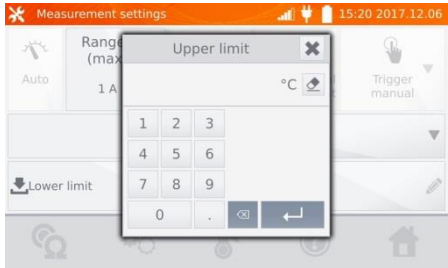 Measurement settings
15:20 2017.12.06
Auto
Range
(max
1 A
Upper limit
°C
Trigger
manual
1 2 3
4 5 6
7 8 9
0 .
Lower limit